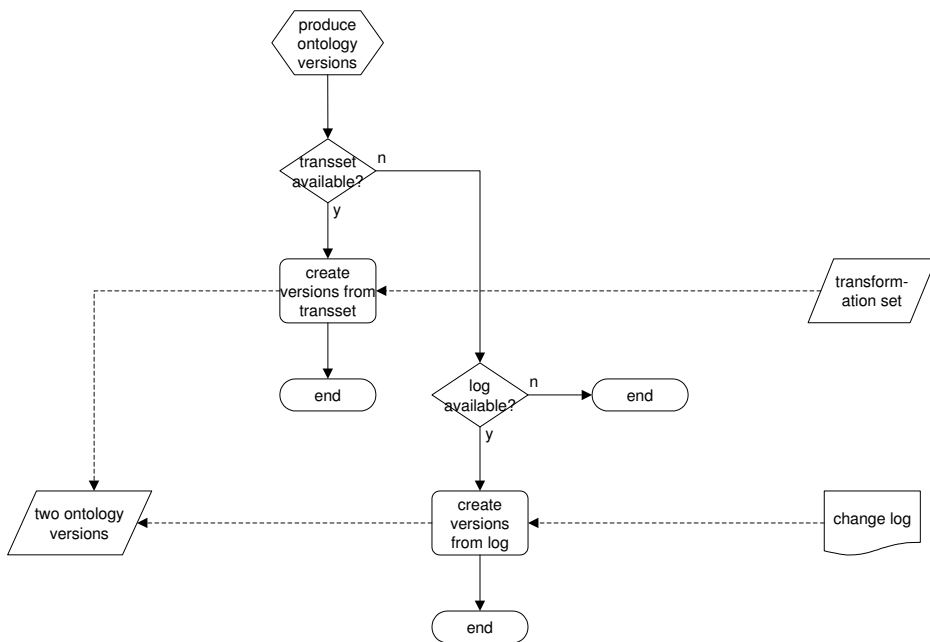 produce
ontology
versions
transset
available?
n
y
create
versions from
transset
transform-
ation set
end
log
available?
n
end
y
two ontology
versions
create
versions
from log
change log
end